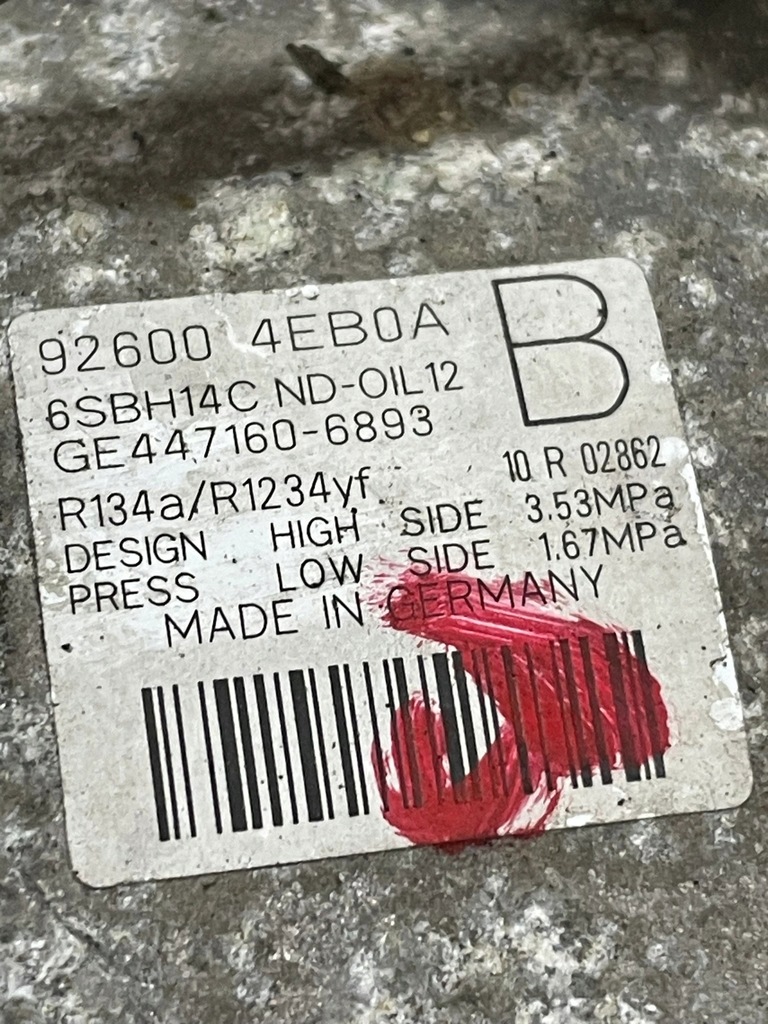 92600 4EB0A B
6SBH14C ND-OIL12
GE447160-6893
R134a/R1234yf. 10 R 02862
DESIGN HIGH SIDE 3.53MPa
PRESS LOW SIDE 1.67MPa
MADE IN GERMANY